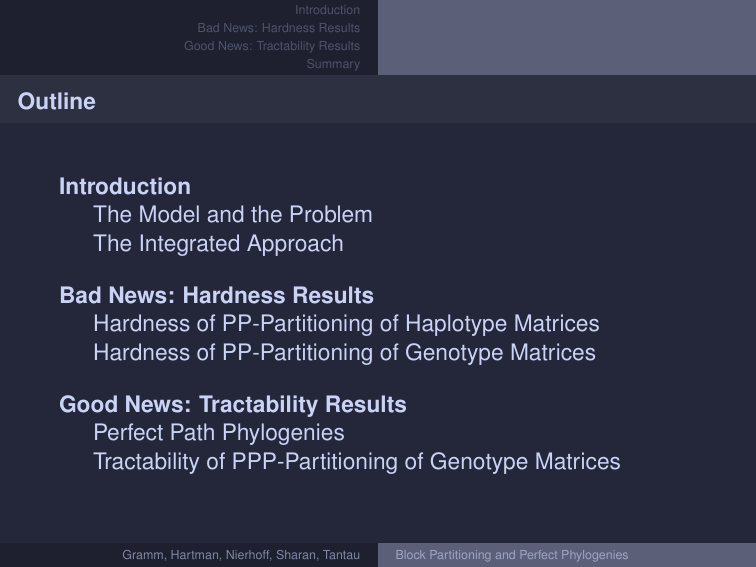 Introduction
Bad News: Hardness Results
Good News: Tractability Results
Summary
Outline
Introduction
The Model and the Problem
The Integrated Approach
Bad News: Hardness Results
Hardness of PP-Partitioning of Haplotype Matrices
Hardness of PP-Partitioning of Genotype Matrices
Good News: Tractability Results
Perfect Path Phylogenies
Tractability of PPP-Partitioning of Genotype Matrices
Gramm, Hartman, Nierhoff, Sharan, Tantau
Block Partitioning and Perfect Phylogenies